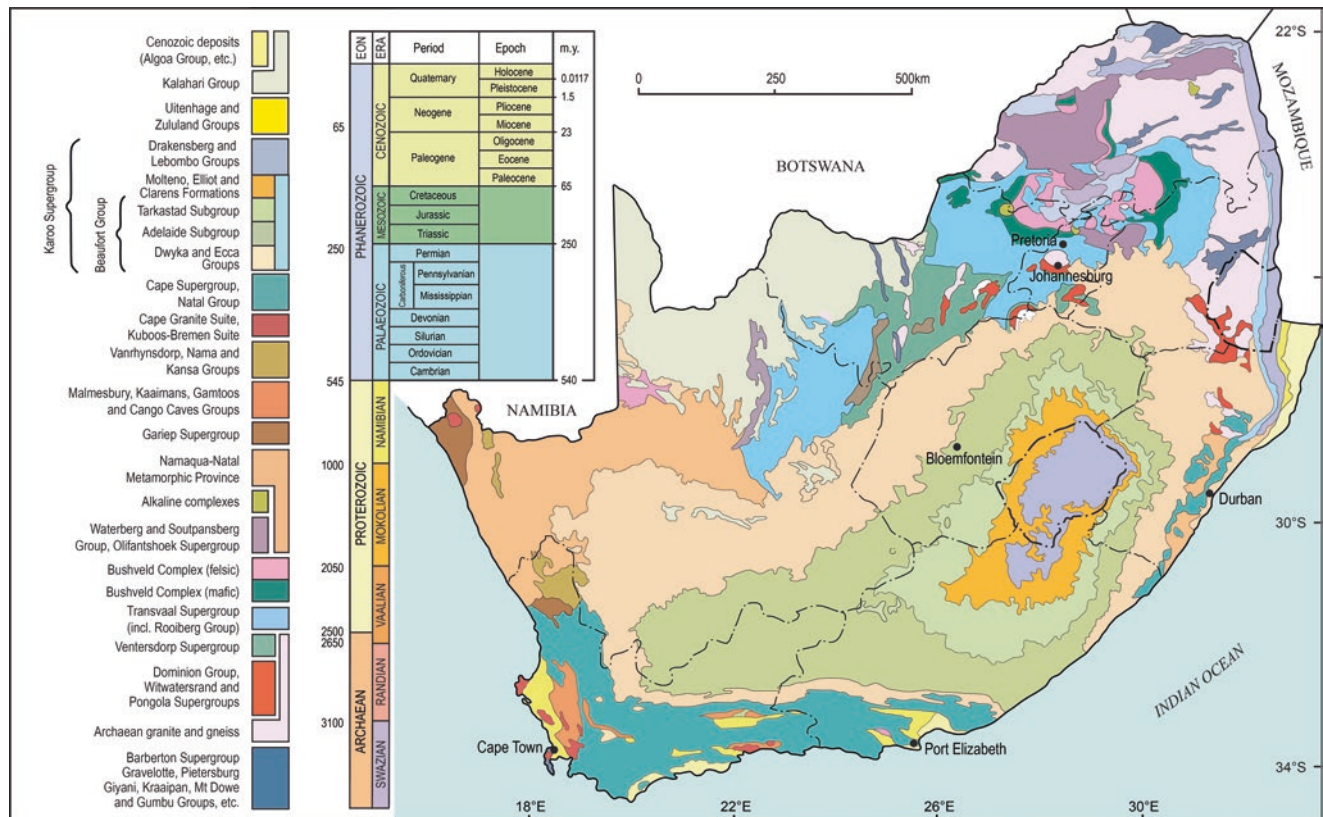 Cenozoic deposits
(Algoa Group, etc.)
Kalahari Group
Uitenhage and
Zululand Groups
Drakensberg and
Lebombo Groups
Molteno, Elliot and
Clarens Formations
Tarkastad Subgroup
Adelaide Subgroup
Dwyka and Ecca
Groups
Karoo Supergroup
Beaufort Group
Cape Supergroup,
Natal Group
Cape Granite Suite,
Kuboos-Bremen Suite
Vanrhynsdorp, Nama and
Kansa Groups
Malmesbury, Kaaimans, Gamtoos
and Cango Caves Groups
Gariep Supergroup
Namaqua-Natal
Metamorphic Province
Alkaline complexes
Waterberg and Soutpansberg
Group, Olifantshoek Supergroup
Bushveld Complex (felsic)
Bushveld Complex (mafic)
Transvaal Supergroup
(incl. Rooiberg Group)
Ventersdorp Supergroup
Dominion Group,
Witwatersrand and
Pongola Supergroups
Archaean granite and gneiss
Barberton Supergroup
Gravelotte, Pietersburg
Giyani, Kraaipan, Mt Dowe
and Gumbu Groups, etc.
EON
ERA
Period
Epoch
m.y.
PHANEROZOIC
CENOZOIC
Quaternary
Holocene
0.0117
Pleistocene
1.5
Neogene
Pliocene
Miocene
23
Paleogene
Oligocene
Eocene
Paleocene
65
65
MESOZOIC
Cretaceous
Jurassic
Triassic
250
250
PALAEOZOIC
Permian
Carboniferous
Pennsylvanian
Mississippian
Devonian
Silurian
Ordovician
Cambrian
545
540
PROTEROZOIC
NAMIBIAN
1000
MOKOLIAN
2050
VAALIAN
2500
2650
ARCHAEAN
RANDIAN
3100
SWAZIAN
0
250
500km
BOTSWANA
MOZAMBIQUE
NAMIBIA
Pretoria
Johannesburg
Bloemfontein
Durban
Cape Town
Port Elizabeth
INDIAN OCEAN
22°S
30°S
34°S
18°E
22°E
26°E
30°E